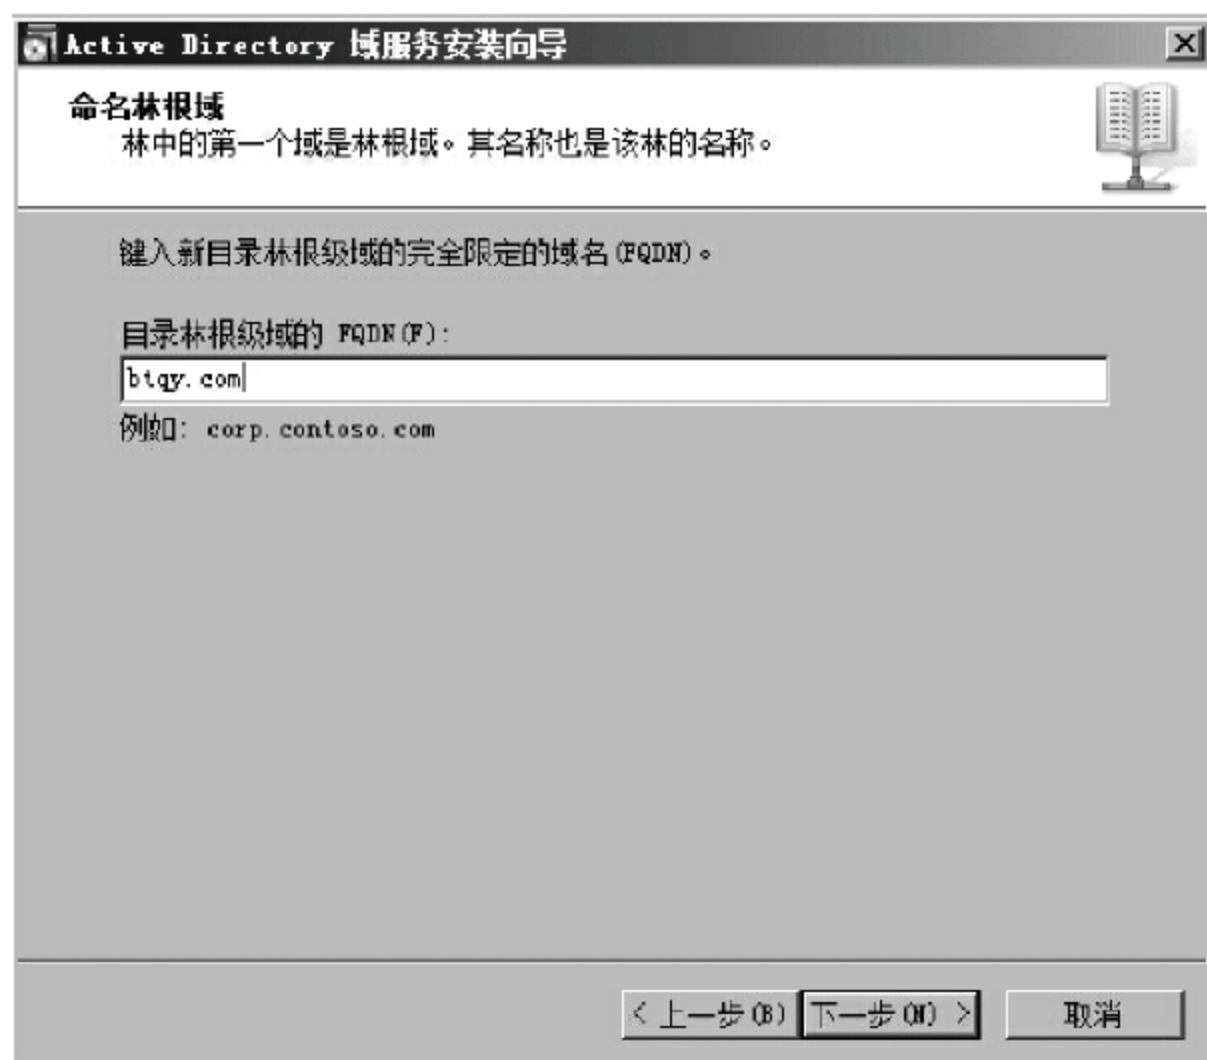 Active Directory 域服务安装向导
命名林根域
林中的第一个域是林根域。其名称也是该林的名称。
键入新目录林根级域的完全限定的域名(FQDN)。
目录林根级域的 FQDN(F):
btqy.com
例如: corp.contoso.com
< 上一步(B) 下一步(N) > 取消